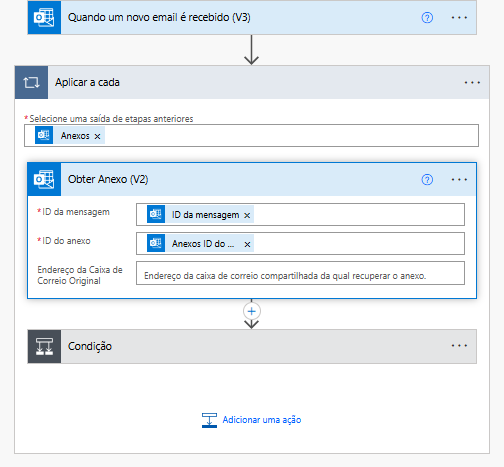 Quando um novo email é recebido (V3)
Aplicar a cada
*Selecione uma saída de etapas anteriores
Anexos ×
Obter Anexo (V2)
*ID da mensagem
ID da mensagem ×
*ID do anexo
Anexos ID do ... ×
Endereço da Caixa de
Correio Original
Endereço da caixa de correio compartilhada da qual recuperar o anexo.
Condição
Adicionar uma ação